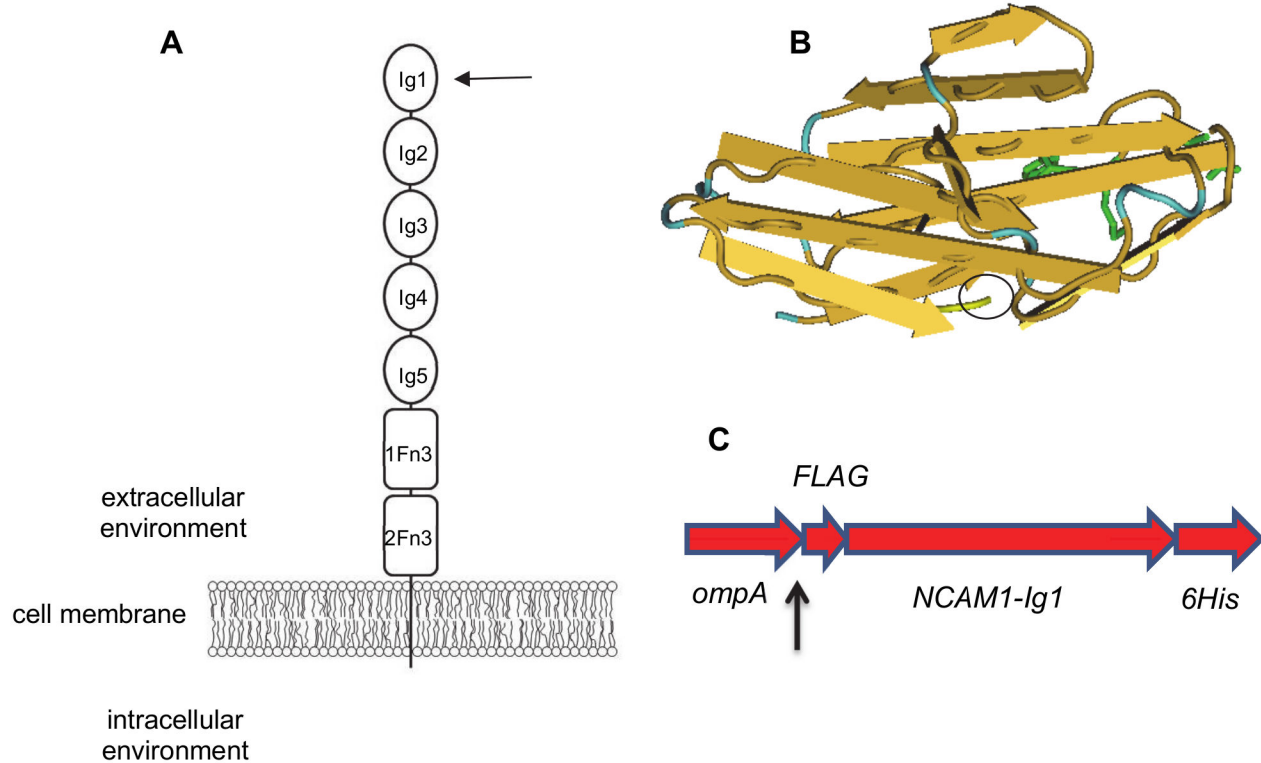 A
Ig1
Ig2
Ig3
Ig4
Ig5
1Fn3
2Fn3
extracellular
environment
cell membrane
intracellular
environment
B
C
FLAG
ompA
NCAM1-Ig1
6His